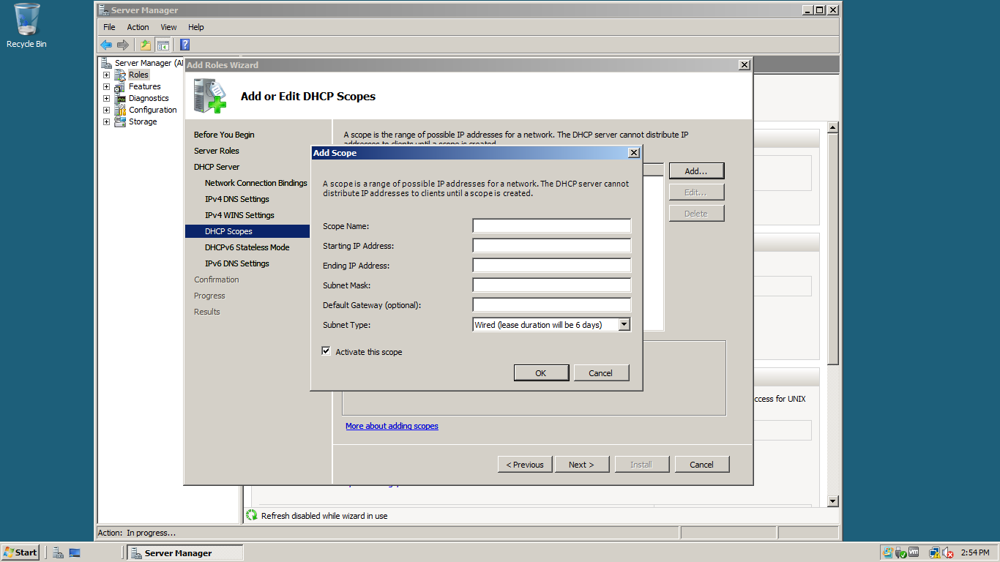 Recycle Bin
Server Manager
File Action View Help
Server Manager (Al
Roles
Features
Diagnostics
Configuration
Storage
Add Roles Wizard
Add or Edit DHCP Scopes
Before You Begin
Server Roles
DHCP Server
Network Connection Bindings
IPv4 DNS Settings
IPv4 WINS Settings
DHCP Scopes
DHCPv6 Stateless Mode
IPv6 DNS Settings
Confirmation
Progress
Results
A scope is the range of possible IP addresses for a network. The DHCP server cannot distribute IP
addresses to clients until a scope is created.
Add...
Edit...
Delete
Add Scope
A scope is a range of possible IP addresses for a network. The DHCP server cannot
distribute IP addresses to clients until a scope is created.
Scope Name:
Starting IP Address:
Ending IP Address:
Subnet Mask:
Default Gateway (optional):
Subnet Type:
Wired (lease duration will be 6 days)
Activate this scope
OK
Cancel
More about adding scopes
< Previous
Next >
Install
Cancel
ccess for UNIX
Refresh disabled while wizard in use
Action: In progress...
Start
Server Manager
2:54 PM